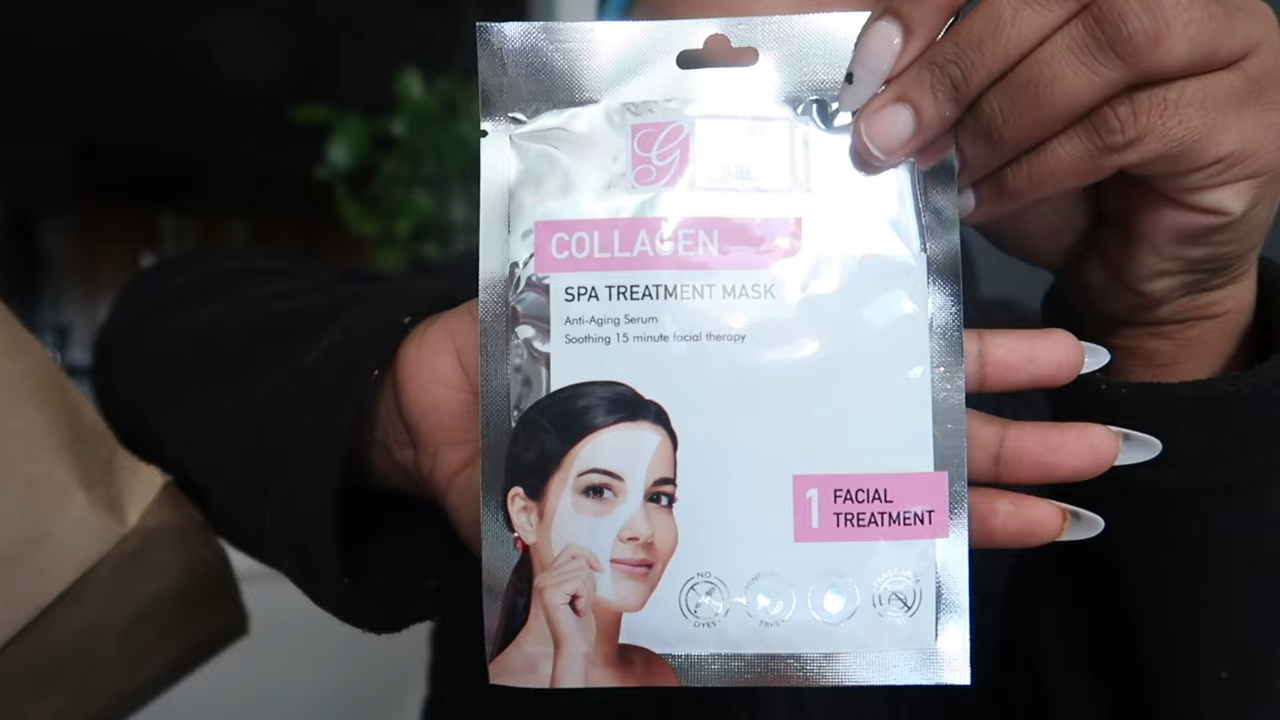 G
COLLAGEN
SPA TREATMENT MASK
Anti-Aging Serum
Soothing 15 minute facial therapy
1 FACIAL
TREATMENT
NO
DYES